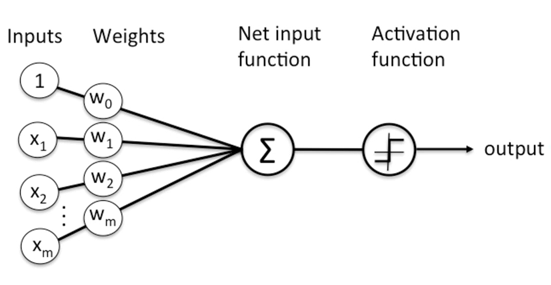 Inputs Weights Net input function Activation function
1
w0
x1 w1
x2 w2
⋮ wm
xm
Σ
output